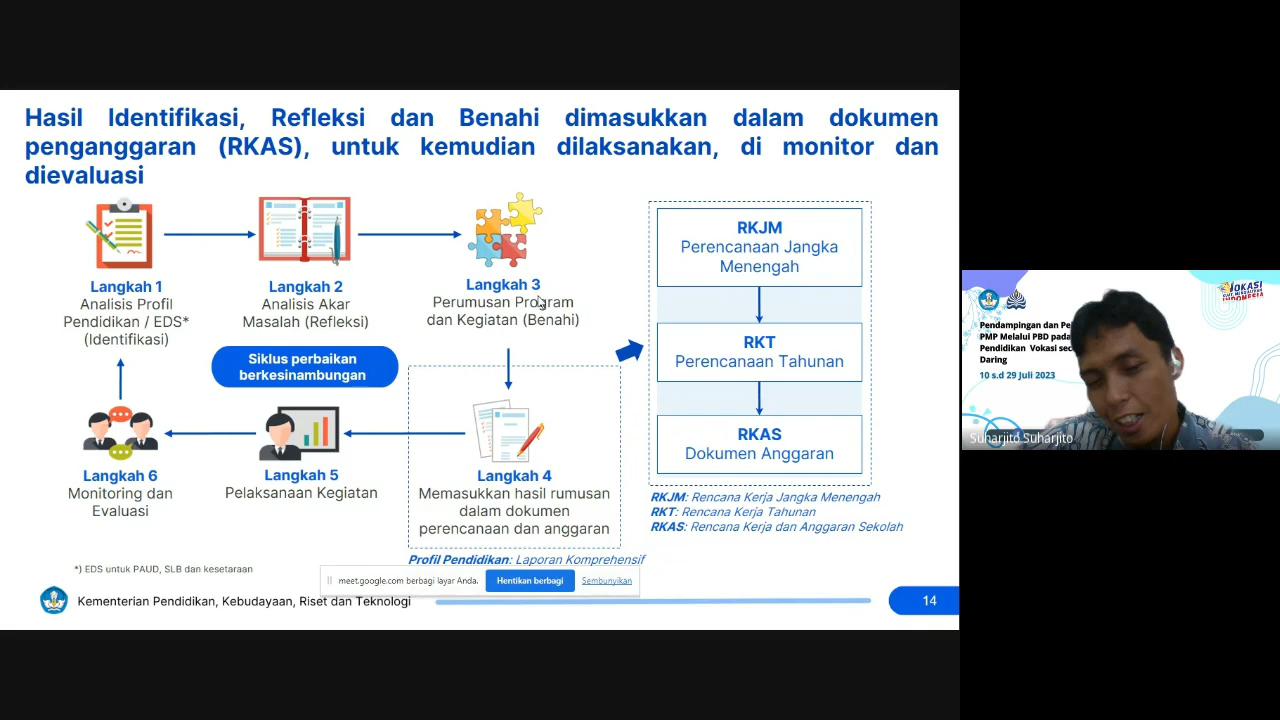 Hasil Identifikasi, Refleksi dan Benahi dimasukkan dalam dokumen
penganggaran (RKAS), untuk kemudian dilaksanakan, di monitor dan
dievaluasi
Langkah 1
Analisis Profil
Pendidikan / EDS*
(Identifikasi)
Langkah 2
Analisis Akar
Masalah (Refleksi)
Langkah 3
Perumusan Program
dan Kegiatan (Benahi)
Siklus perbaikan
berkesinambungan
Langkah 6
Monitoring dan
Evaluasi
Langkah 5
Pelaksanaan Kegiatan
Langkah 4
Memasukkan hasil rumusan
dalam dokumen
perencanaan dan anggaran
Profil Pendidikan: Laporan Komprehensif
RKJM
Perencanaan Jangka
Menengah
RKT
Perencanaan Tahunan
RKAS
Dokumen Anggaran
RKJM: Rencana Kerja Jangka Menengah
RKT: Rencana Kerja Tahunan
RKAS: Rencana Kerja dan Anggaran Sekolah
*) EDS untuk PAUD, SLB dan kesetaraan
meet.google.com berbagi layar Anda.
Hentikan berbagi
Sembunyikan
Kementerian Pendidikan, Kebudayaan, Riset dan Teknologi
14
Pendampingan dan
PMP Melalui PBD pada
Pendidikan Vokasi
Daring
10 s.d 29 Juli 2023
Suharjito Suharjito